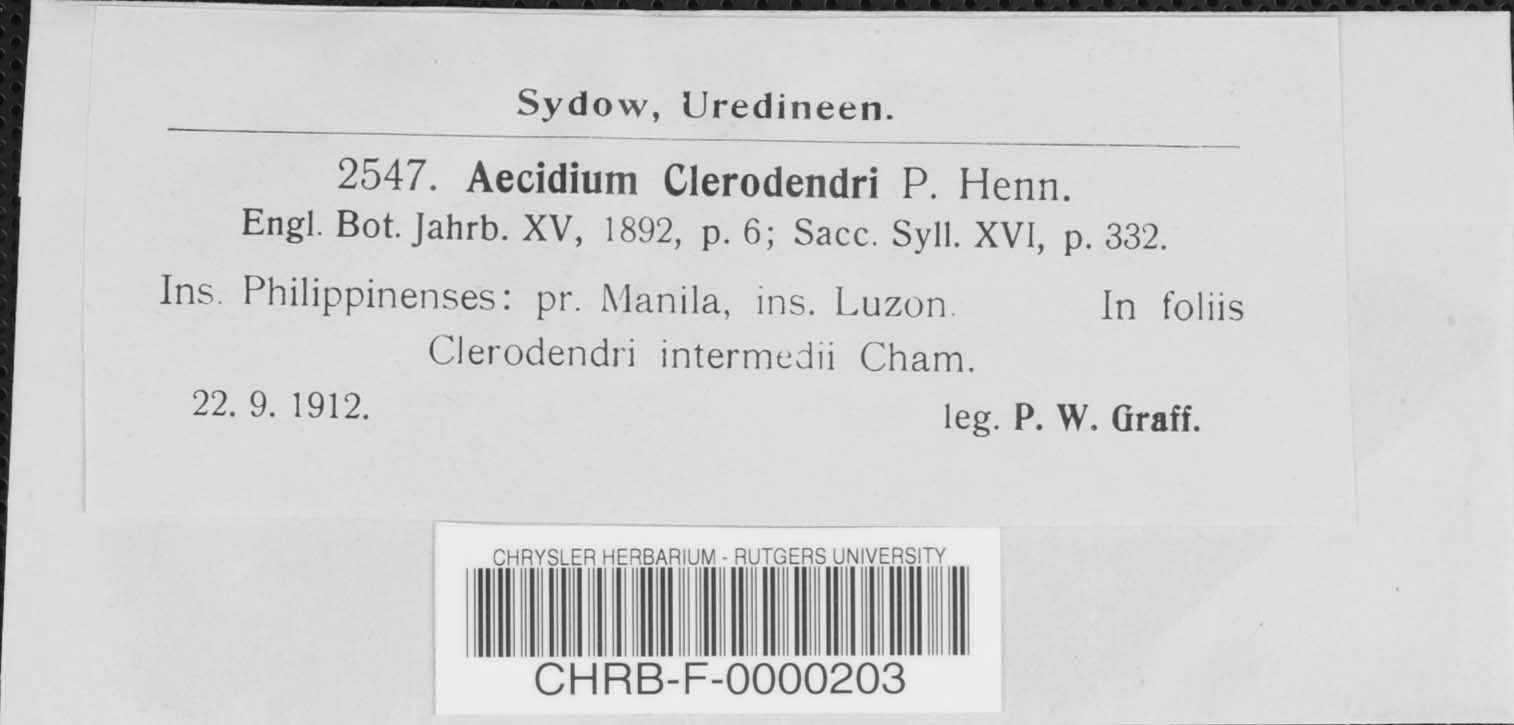 Sydow, Uredineen.
2547. Aecidium Clerodendri P. Henn.
Engl. Bot. Jahrb. XV, 1892, p. 6; Sacc. Syll. XVI, p. 332.
Ins. Philippinenses: pr. Manila, ins. Luzon. In foliis
Clerodendri intermedii Cham.
22. 9. 1912. leg. P. W. Graff.
CHRYSLER HERBARIUM - RUTGERS UNIVERSITY
CHRB-F-0000203